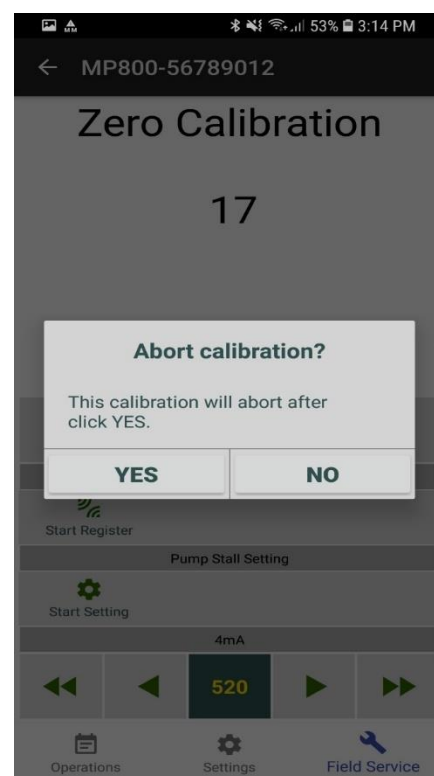 MM 53% 3:14 PM
MP800-56789012
Zero Calibration
17
Abort calibration?
This calibration will abort after
click YES.
YES NO
Start Register
Pump Stall Setting
Start Setting
4mA
520
Operations Settings Field Service